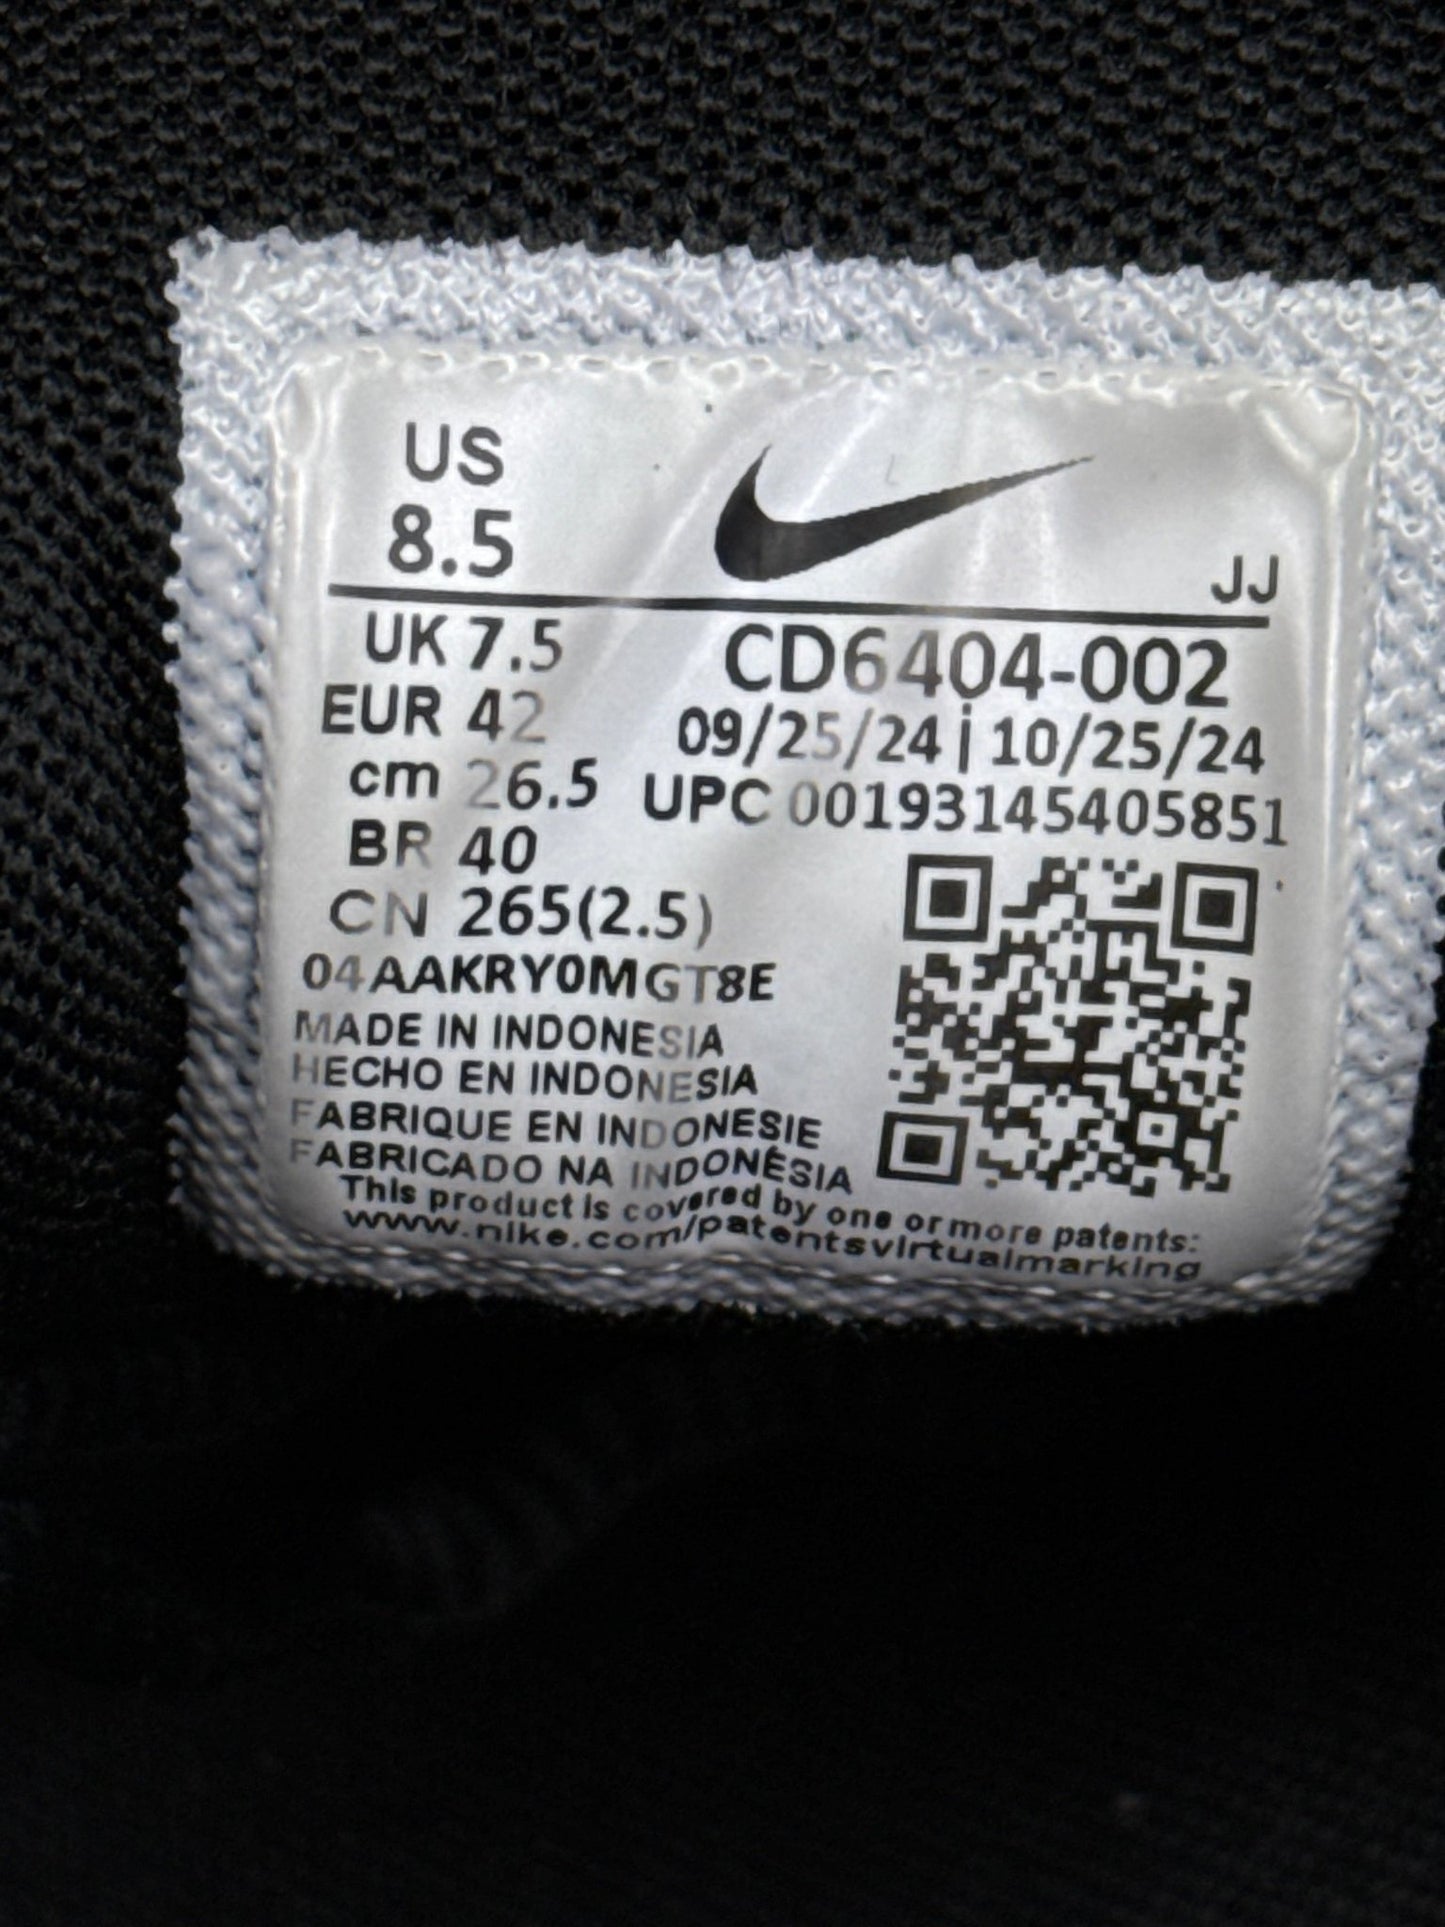 US
8.5
JJ
UK 7.5
CD6404-002
EUR 42
09/25/24 | 10/25/24
cm 26.5
UPC 00193145405851
BR 40
CN 265(2.5)
04AAKRY0MGT8E
MADE IN INDONESIA
HECHO EN INDONESIA
FABRIQUE EN INDONESIE
FABRICADO NA INDONÉSIA
This product is covered by one or more patents:
www.nike.com/patentsvirtualmarking